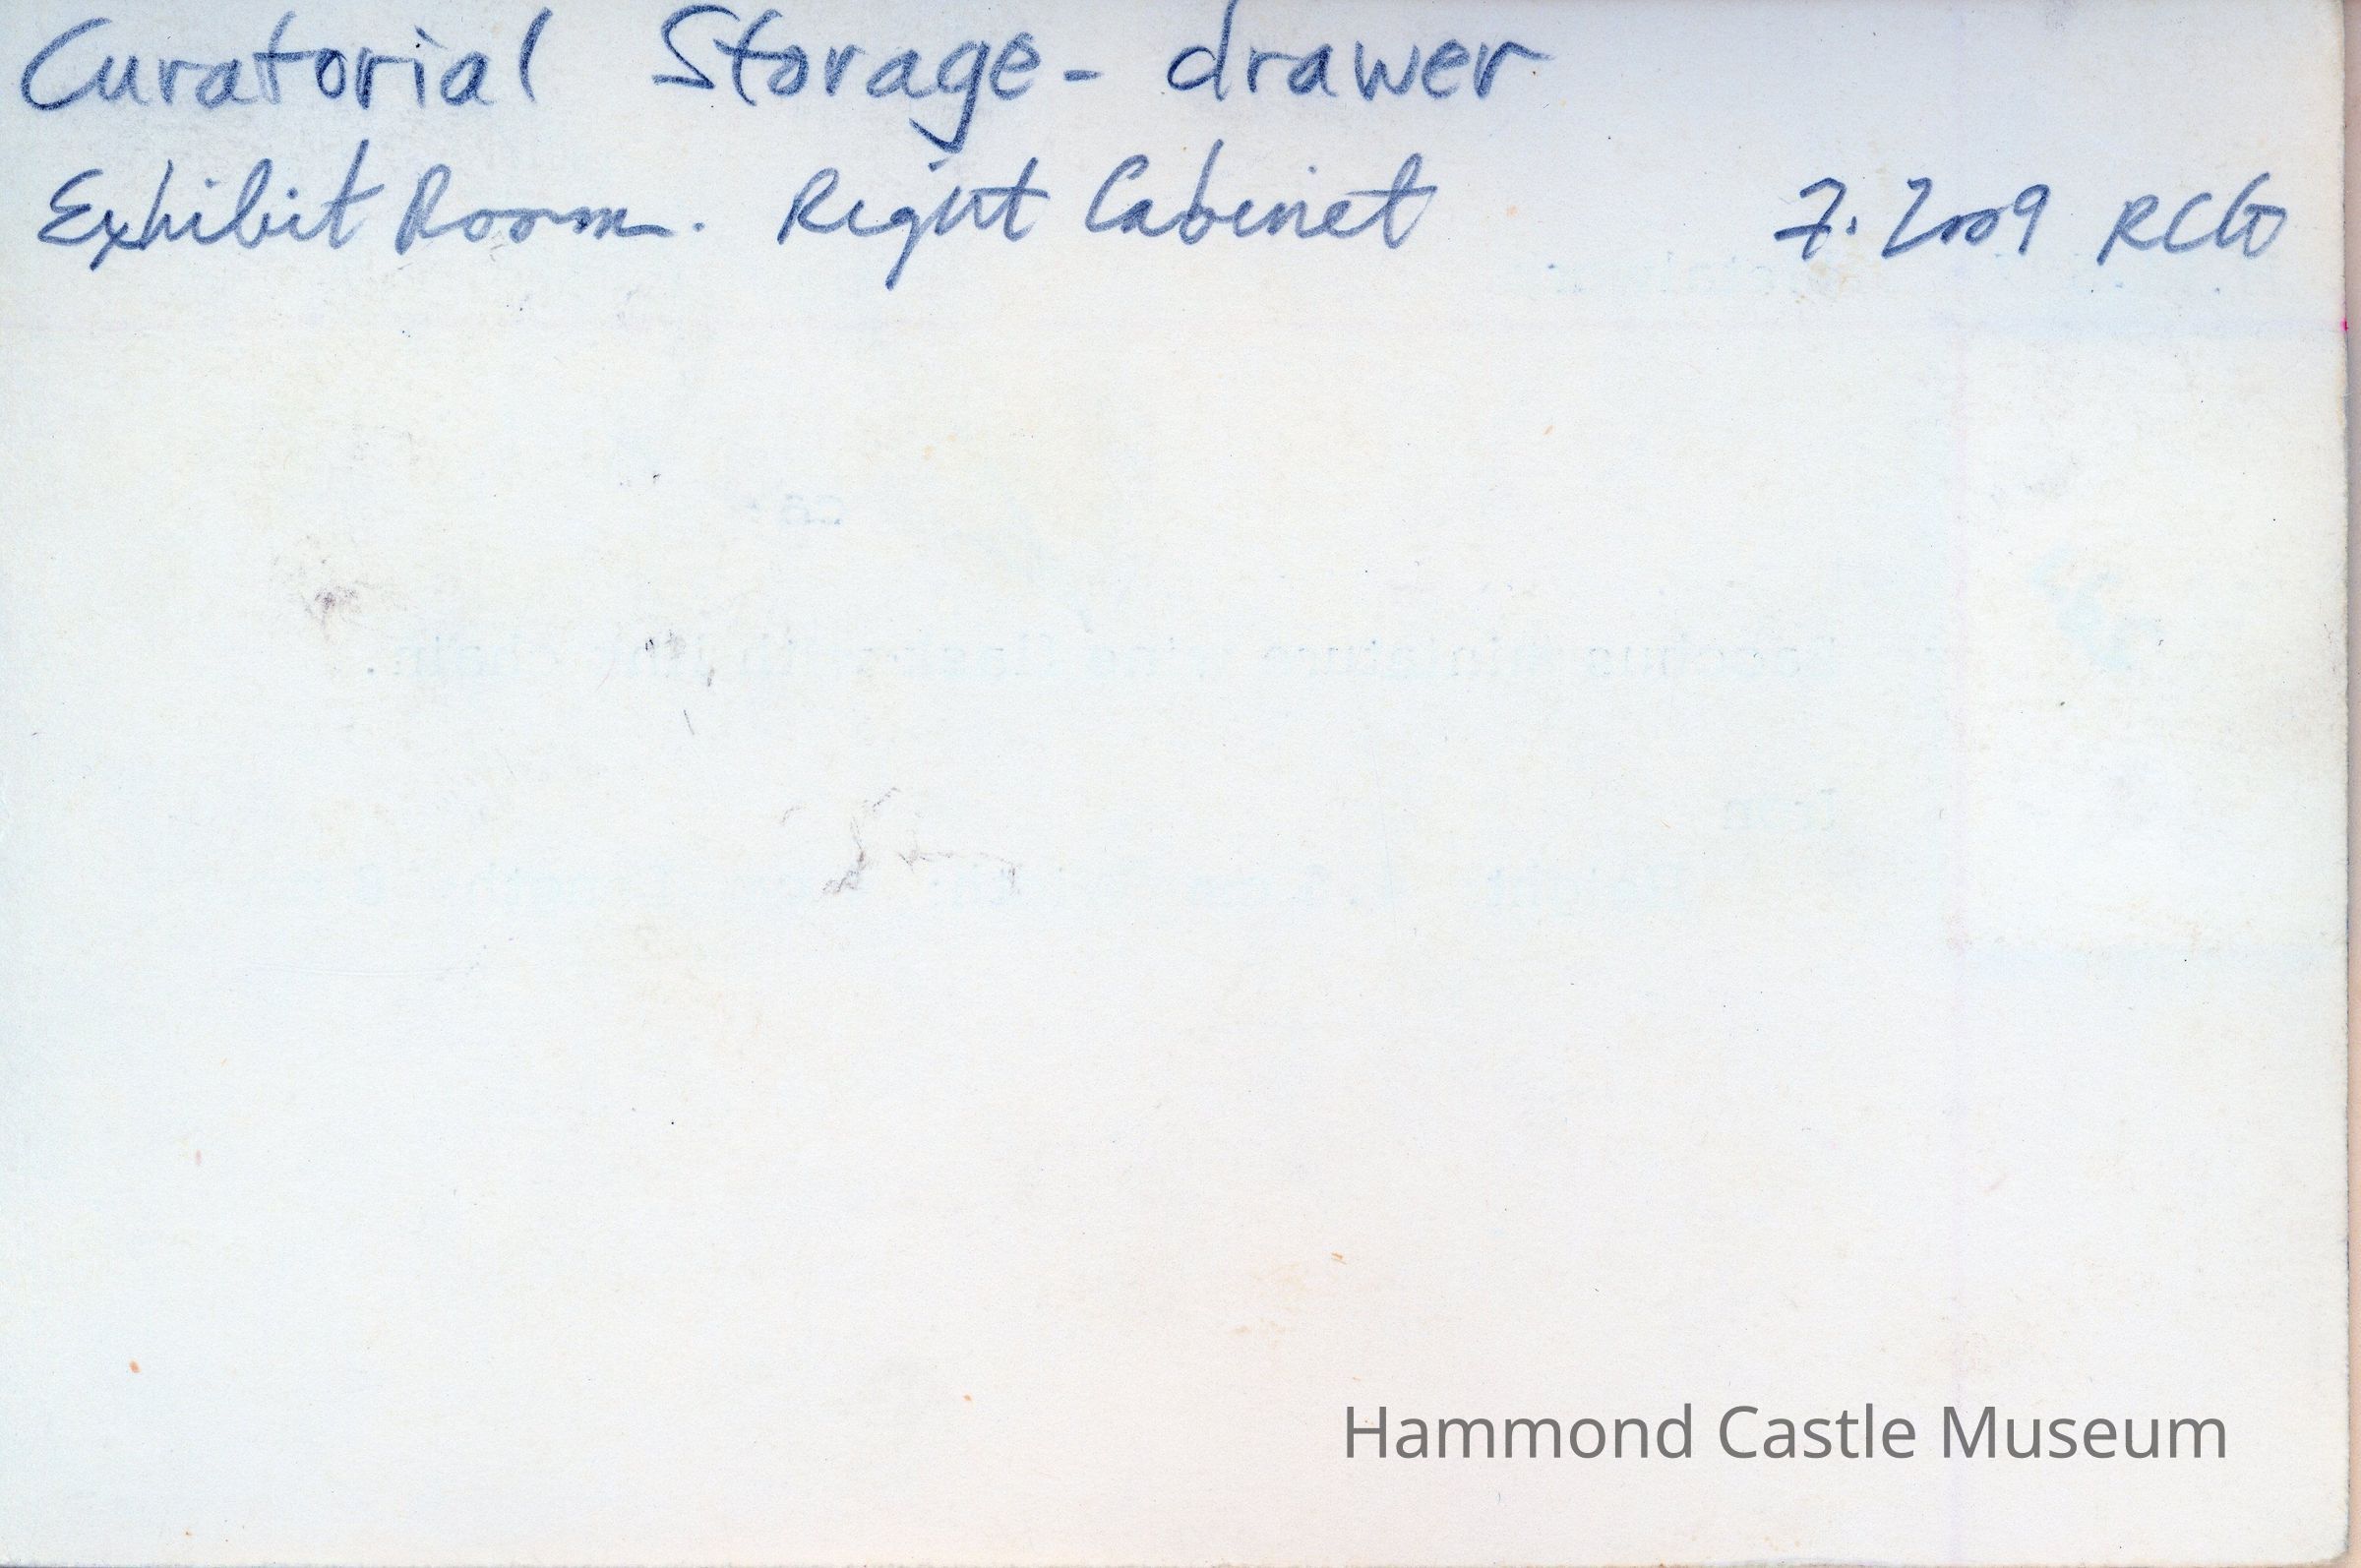 Curatorial Storage- drawer
Exhibit Room. Right Cabinet 7.2009 RCG
Hammond Castle Museum